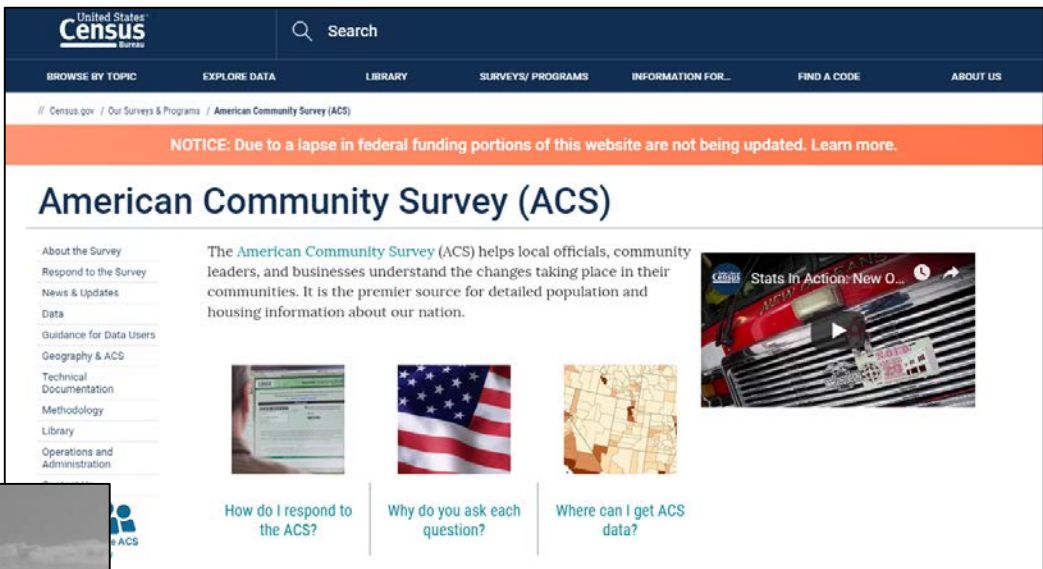 United States®
Census
Bureau
Search
BROWSE BY TOPIC
EXPLORE DATA
LIBRARY
SURVEYS/ PROGRAMS
INFORMATION FOR...
FIND A CODE
ABOUT US
// Census.gov / Our Surveys & Programs / American Community Survey (ACS)
NOTICE: Due to a lapse in federal funding portions of this website are not being updated. Learn more.
American Community Survey (ACS)
About the Survey
Respond to the Survey
News & Updates
Data
Guidance for Data Users
Geography & ACS
Technical
Documentation
Methodology
Library
Operations and
Administration
e ACS
The American Community Survey (ACS) helps local officials, community
leaders, and businesses understand the changes taking place in their
communities. It is the premier source for detailed population and
housing information about our nation.
Census
Stats In Action: New O...
N.O.F.D.
How do I respond to
the ACS?
Why do you ask each
question?
Where can I get ACS
data?